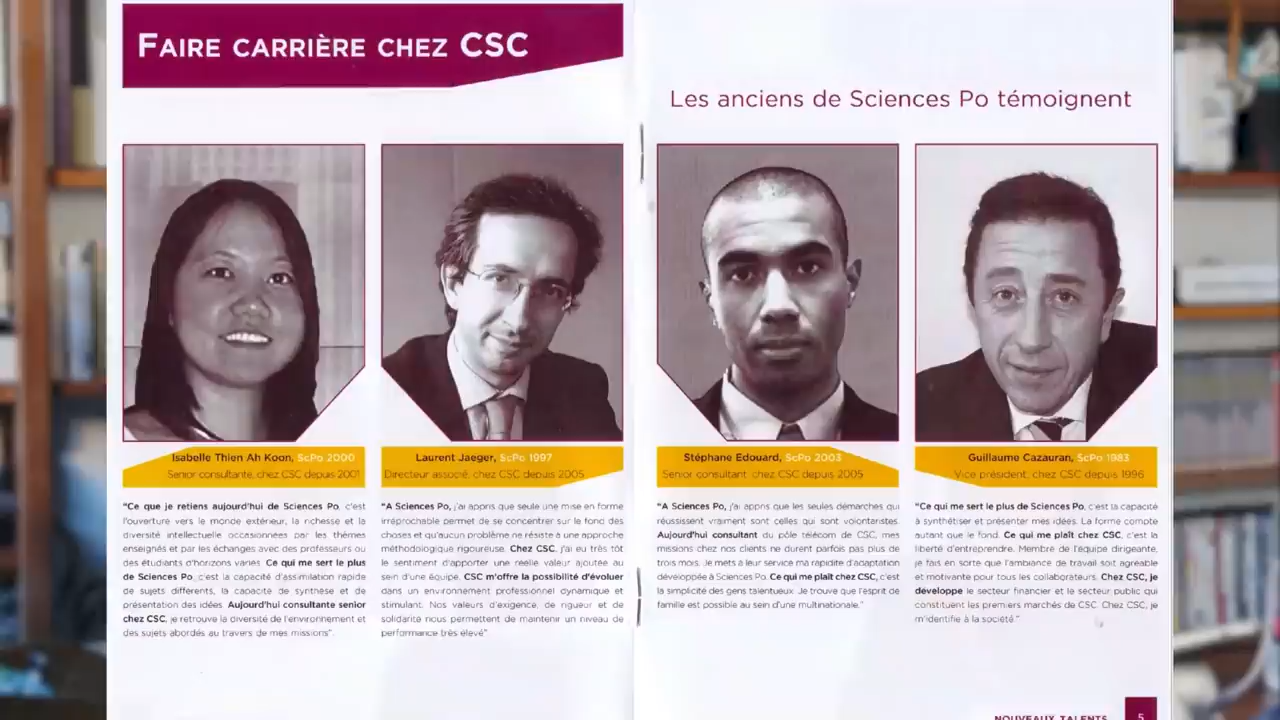 FAIRE CARRIÈRE CHEZ CSC
Les anciens de Sciences Po témoignent
Isabelle Thien Ah Koon, ScPo 2000
Senior consultante, chez CSC depuis 2001
"Ce que je retiens aujourd'hui de Sciences Po, c'est
l'ouverture vers le monde extérieur, la richesse et la
diversité intellectuelle occasionnées par les thèmes
enseignés et par les échanges avec des professeurs ou
des étudiants d'horizons variés. Ce qui me sert le plus
de Sciences Po, c'est la capacité d'assimilation rapide
de sujets différents, la capacité de synthèse et de
présentation des idées. Aujourd'hui consultante senior
chez CSC, je retrouve la diversité de l'environnement et
des sujets abordés au travers de mes missions".
Laurent Jaeger, ScPo 1997
Directeur associé, chez CSC depuis 2005
"A Sciences Po, j'ai appris que seule une mise en forme
irréprochable permet de se concentrer sur le fond des
choses et qu'aucun problème ne résiste à une approche
méthodologique rigoureuse. Chez CSC, j'ai eu très tôt
le sentiment d'apporter une réelle valeur ajoutée au
sein d'une équipe. CSC m'offre la possibilité d'évoluer
dans un environnement professionnel dynamique et
stimulant. Nos valeurs d'exigence, de rigueur et de
solidarité nous permettent de maintenir un niveau de
performance très élevé"
Stéphane Edouard, ScPo 2003
Senior consultant, chez CSC depuis 2005
"A Sciences Po, j'ai appris que les seules démarches qui
réussissent vraiment sont celles qui sont volontaristes.
Aujourd'hui consultant du pôle télécom de CSC, mes
missions chez nos clients ne durent parfois pas plus de
trois mois. Je mets à leur service ma rapidité d'adaptation
développée à Sciences Po. Ce qui me plaît chez CSC, c'est
la simplicité des gens talentueux. Je trouve que l'esprit de
famille est possible au sein d'une multinationale."
Guillaume Cazauran, ScPo 1983
Vice président, chez CSC depuis 1996
"Ce qui me sert le plus de Sciences Po, c'est la capacité
à synthétiser et présenter mes idées. La forme compte
autant que le fond. Ce qui me plaît chez CSC, c'est la
liberté d'entreprendre. Membre de l'équipe dirigeante,
je fais en sorte que l'ambiance de travail soit agréable
et motivante pour tous les collaborateurs. Chez CSC, je
développe le secteur financier et le secteur public qui
constituent les premiers marchés de CSC. Chez CSC, je
m'identifie à la société."
NOUVEAUX TALENTS 5